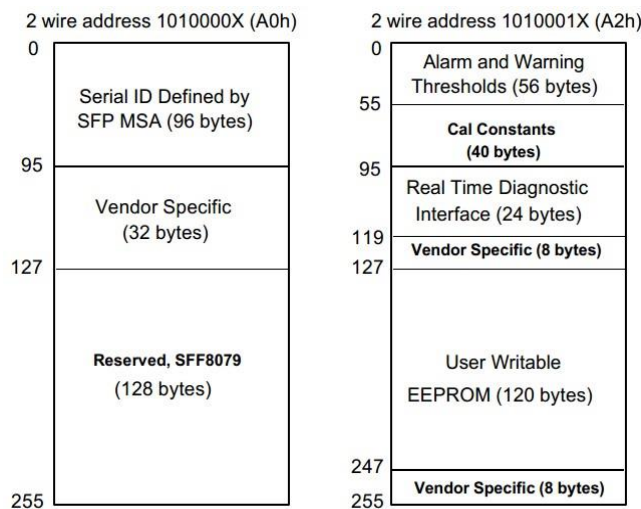 2 wire address 1010000X (A0h)
0
Serial ID Defined by
SFP MSA (96 bytes)
95
Vendor Specific
(32 bytes)
127
Reserved, SFF8079
(128 bytes)
255
2 wire address 1010001X (A2h)
0
Alarm and Warning
Thresholds (56 bytes)
55
Cal Constants
(40 bytes)
95
Real Time Diagnostic
Interface (24 bytes)
119
Vendor Specific (8 bytes)
127
User Writable
EEPROM (120 bytes)
247
Vendor Specific (8 bytes)
255